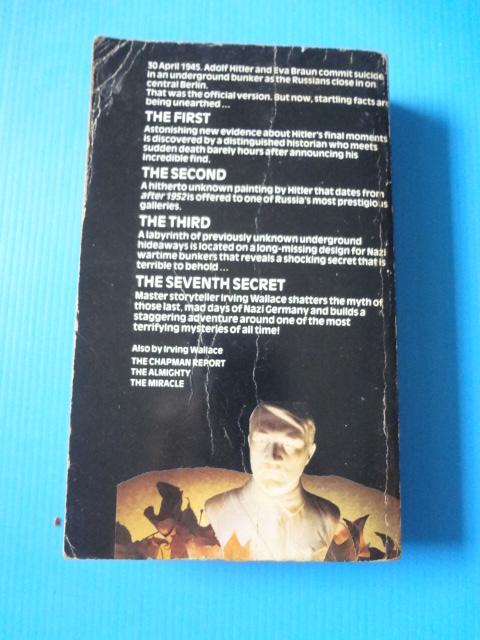 30 April 1945. Adolf Hitler and Eva Braun commit suicide
in an underground bunker as the Russians close in on
central Berlin.
That was the official version. But now, startling facts are
being unearthed ...
THE FIRST
Astonishing new evidence about Hitler's final moments
is discovered by a distinguished historian who meets
sudden death barely hours after announcing his
incredible find.
THE SECOND
A hitherto unknown painting by Hitler that dates from
after 1952 is offered to one of Russia's most prestigious
galleries.
THE THIRD
A labyrinth of previously unknown underground
hideaways is located on a long-missing design for Nazi
wartime bunkers that reveals a shocking secret that is
terrible to behold ...
THE SEVENTH SECRET
Master storyteller Irving Wallace shatters the myth of
those last, mad days of Nazi Germany and builds a
staggering adventure around one of the most
terrifying mysteries of all time!
Also by Irving Wallace
THE CHAPMAN REPORT
THE ALMIGHTY
THE MIRACLE